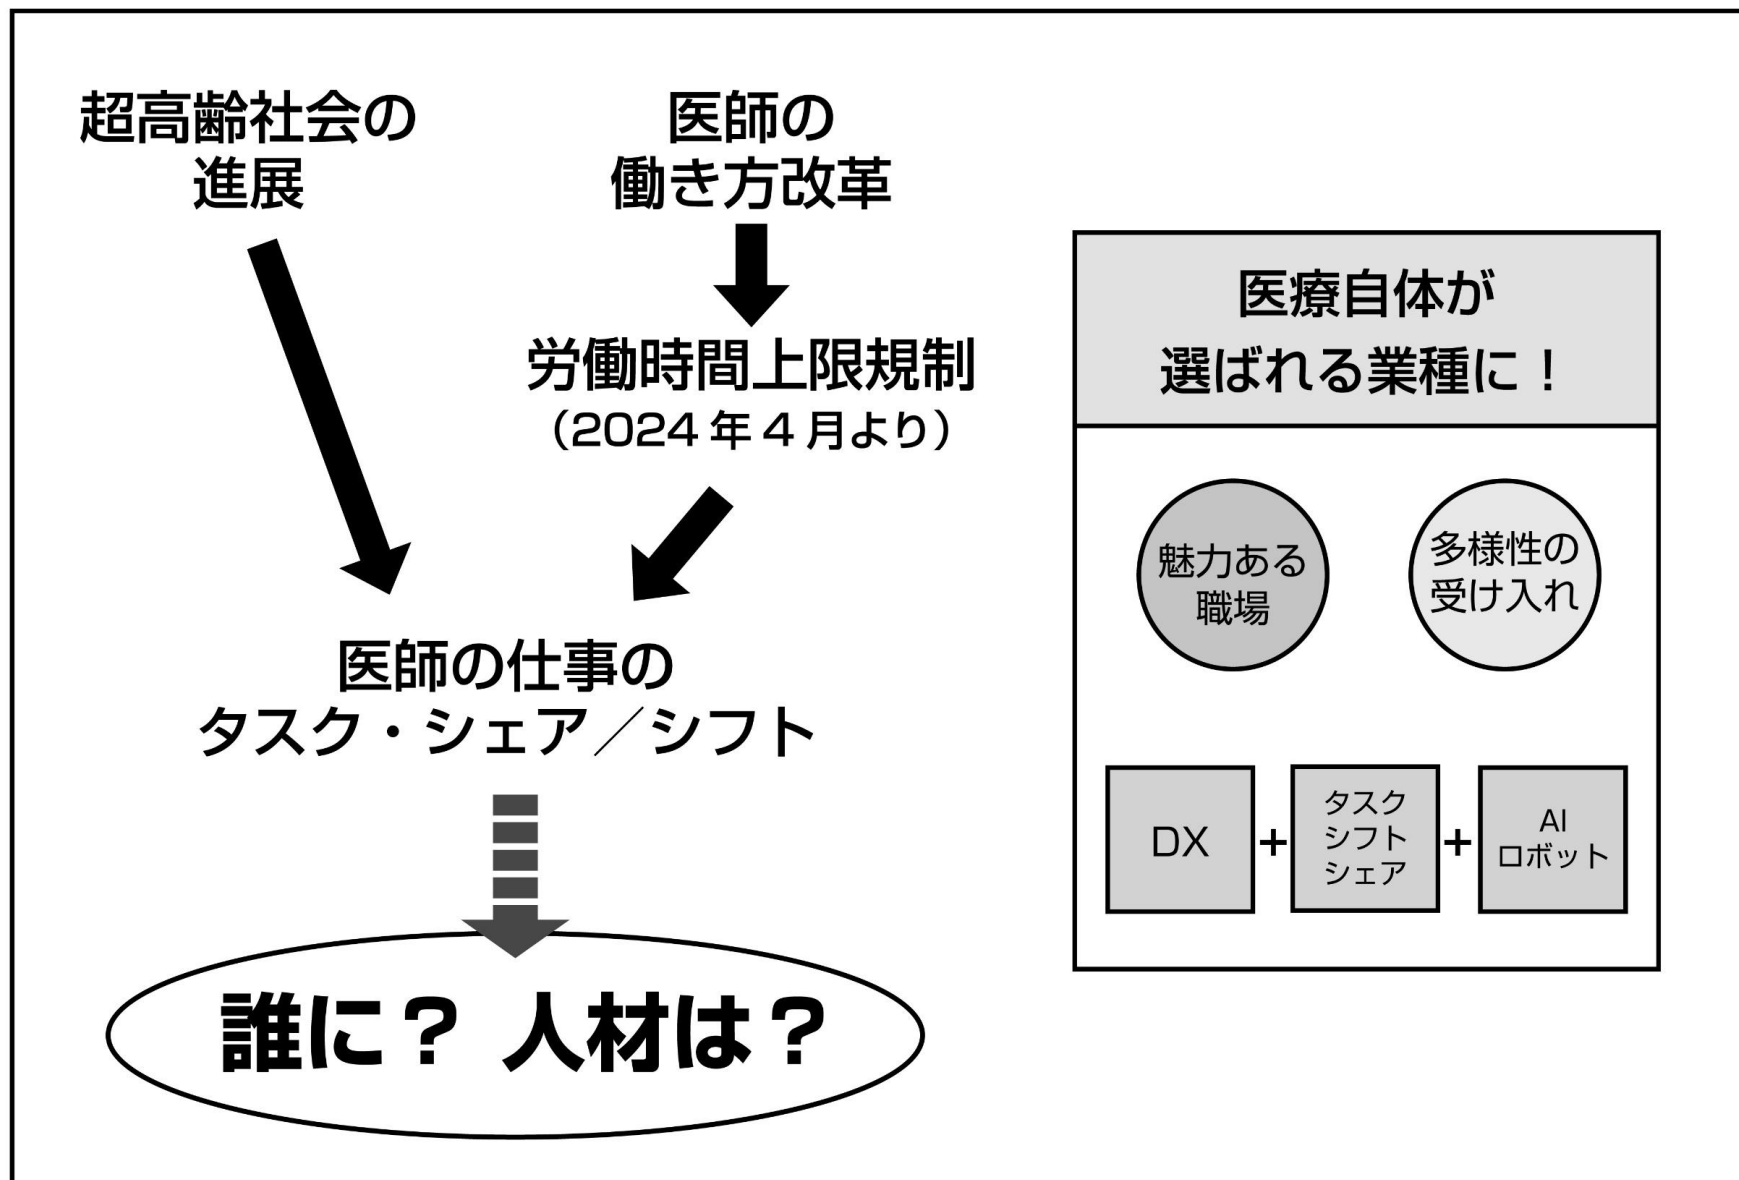 超高齢社会の
進展
医師の
働き方改革
労働時間上限規制
（2024年4月より）
医師の仕事の
タスク・シェア／シフト
誰に？ 人材は？
医療自体が
選ばれる業種に！
魅力ある
職場
多様性の
受け入れ
DX
+
タスク
シフト
シェア
+
AI
ロボット